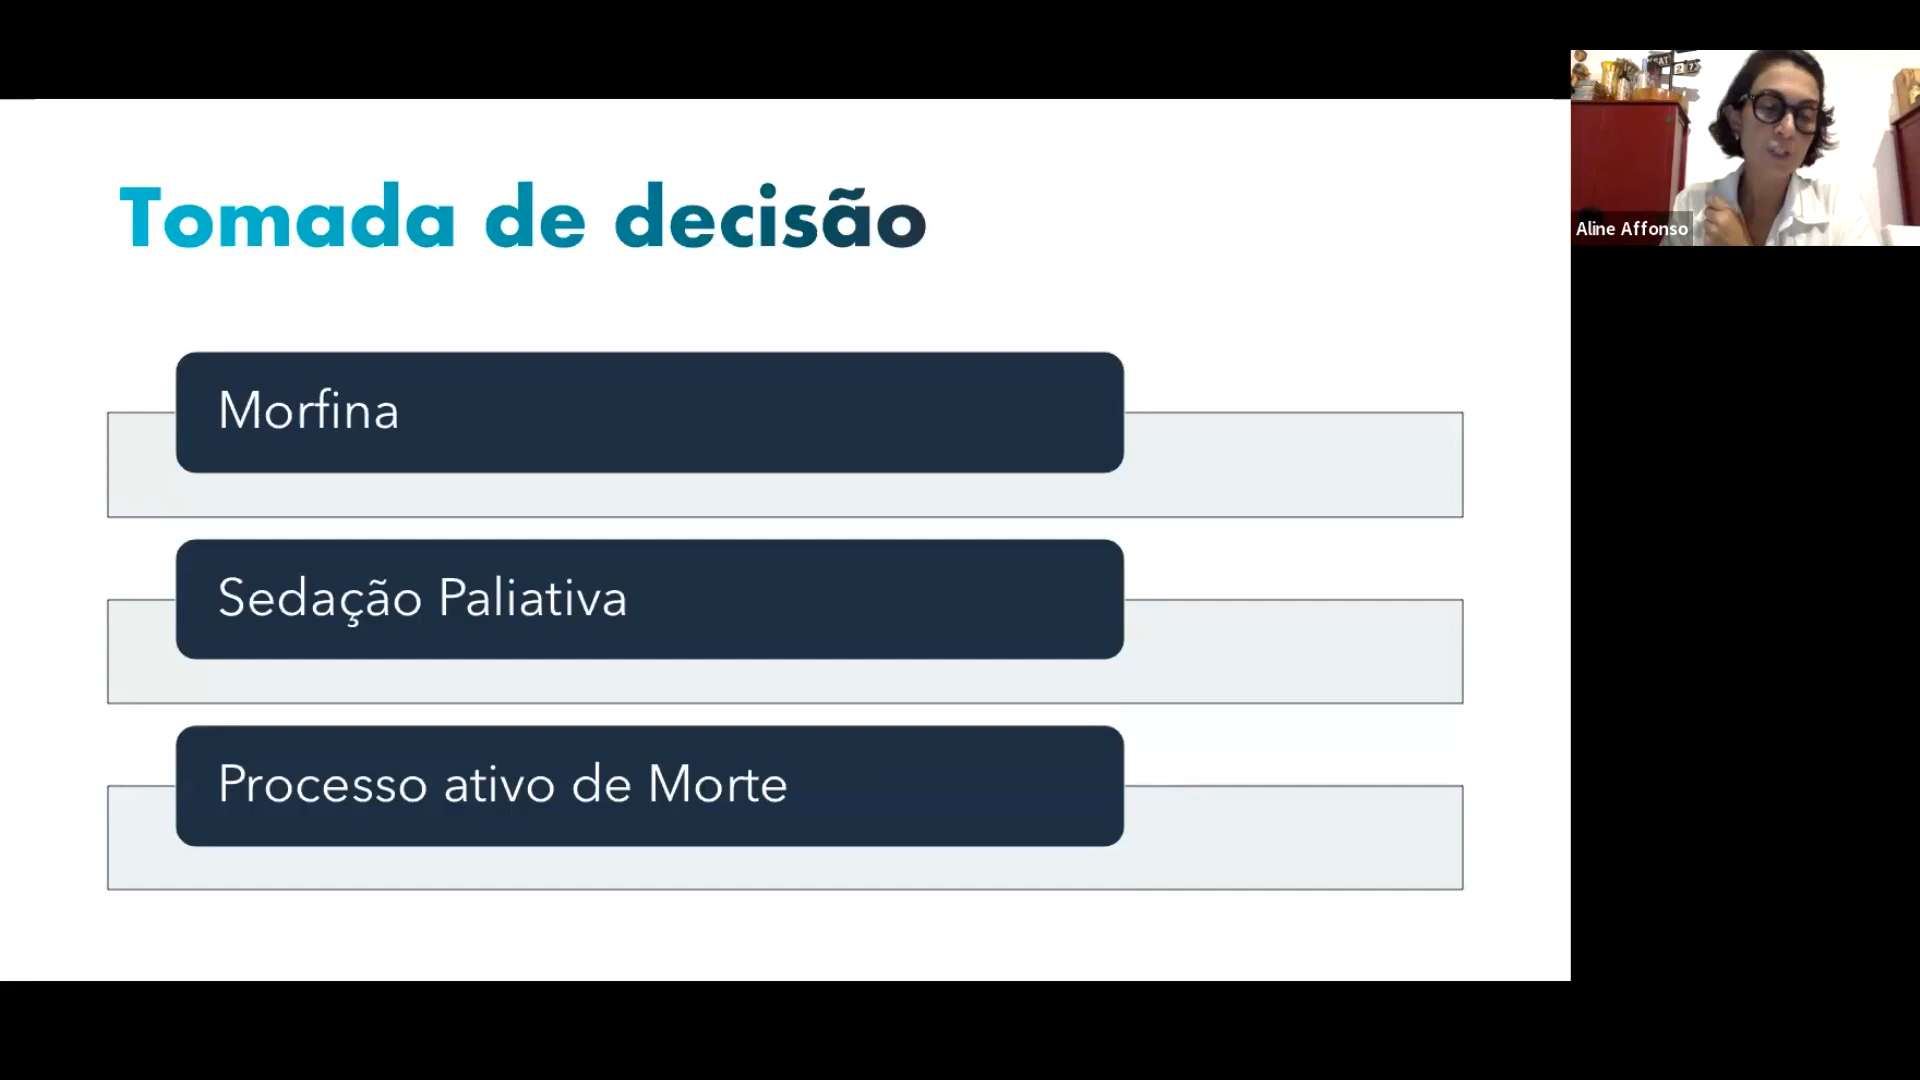 Tomada de decisão
Morfina
Sedação Paliativa
Processo ativo de Morte
Aline Affonso